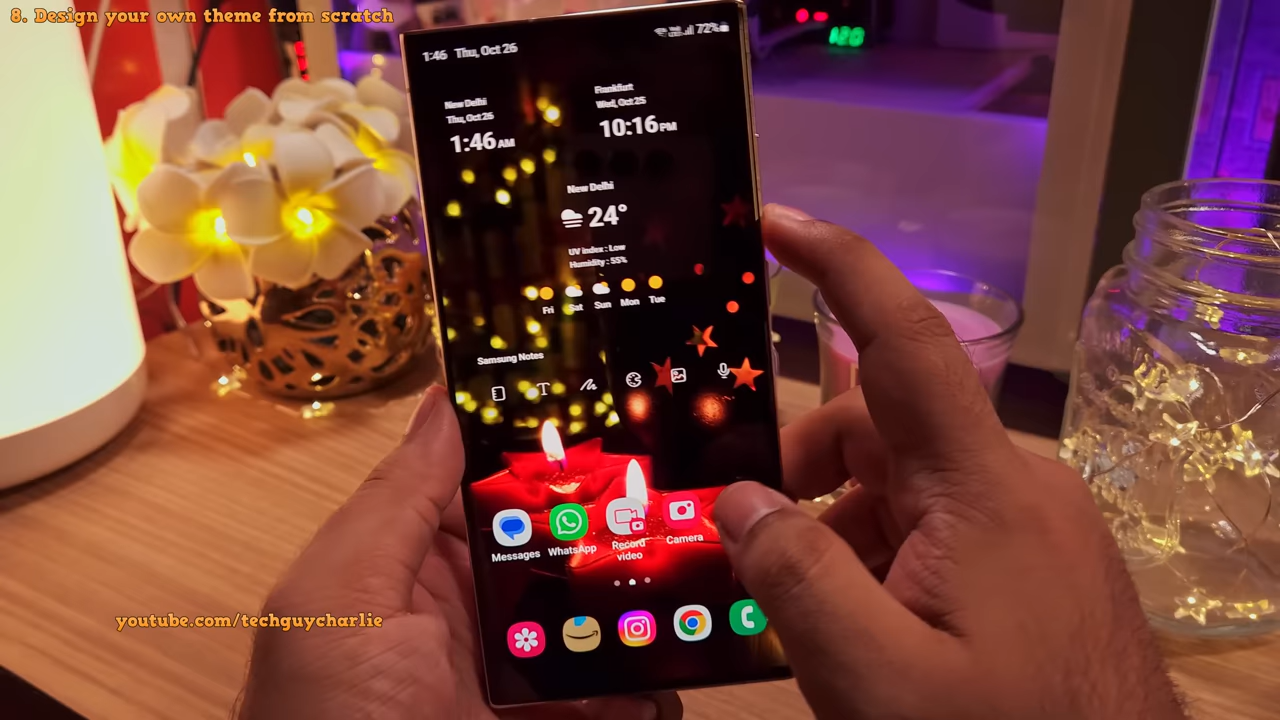 8. Design your own theme from scratch
1:46 Thu, Oct 26
72%
New Delhi
Thu, Oct 26
1:46 AM
Frankfurt
Wed, Oct 25
10:16 PM
New Delhi
24°
UV index : Low
Humidity : 55%
Fri Sat Sun Mon Tue
Samsung Notes
T
Messages WhatsApp Record video Camera
youtube.com/techguycharlie
120